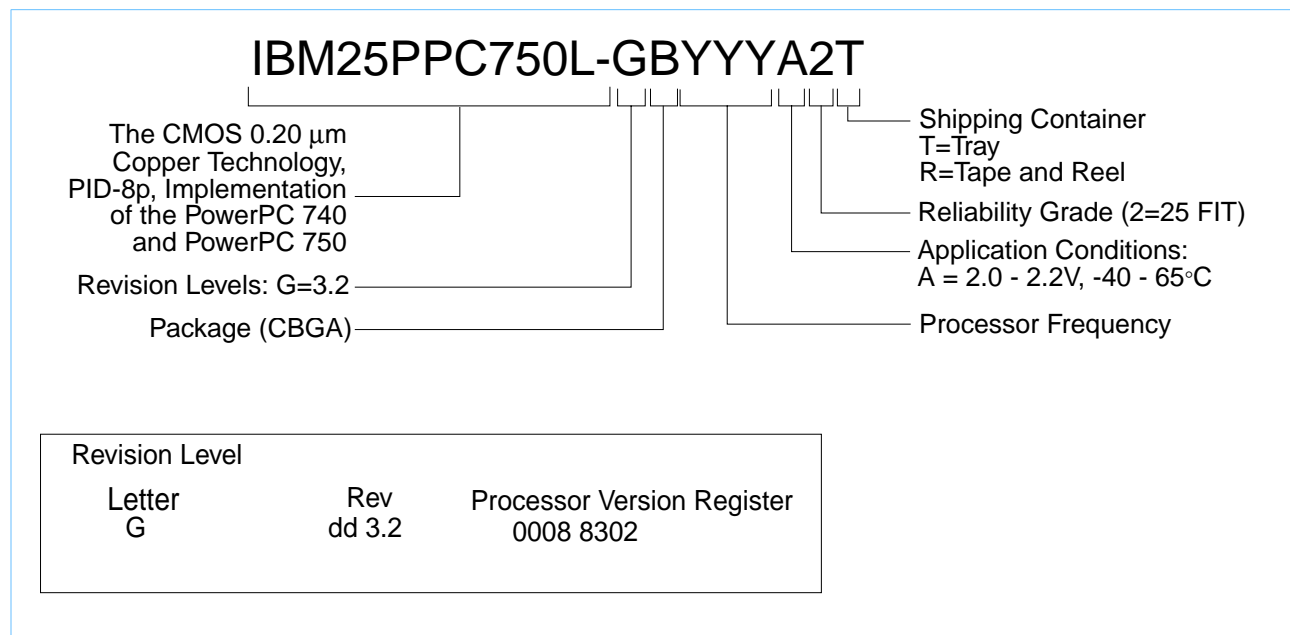 IBM25PPC750L-GBYYYA2T
The CMOS 0.20 μm
Copper Technology,
PID-8p, Implementation
of the PowerPC 740
and PowerPC 750
Revision Levels: G=3.2
Package (CBGA)
Shipping Container
T=Tray
R=Tape and Reel
Reliability Grade (2=25 FIT)
Application Conditions:
A = 2.0 - 2.2V, -40 - 65°C
Processor Frequency
Revision Level
Letter Rev Processor Version Register
G dd 3.2 0008 8302